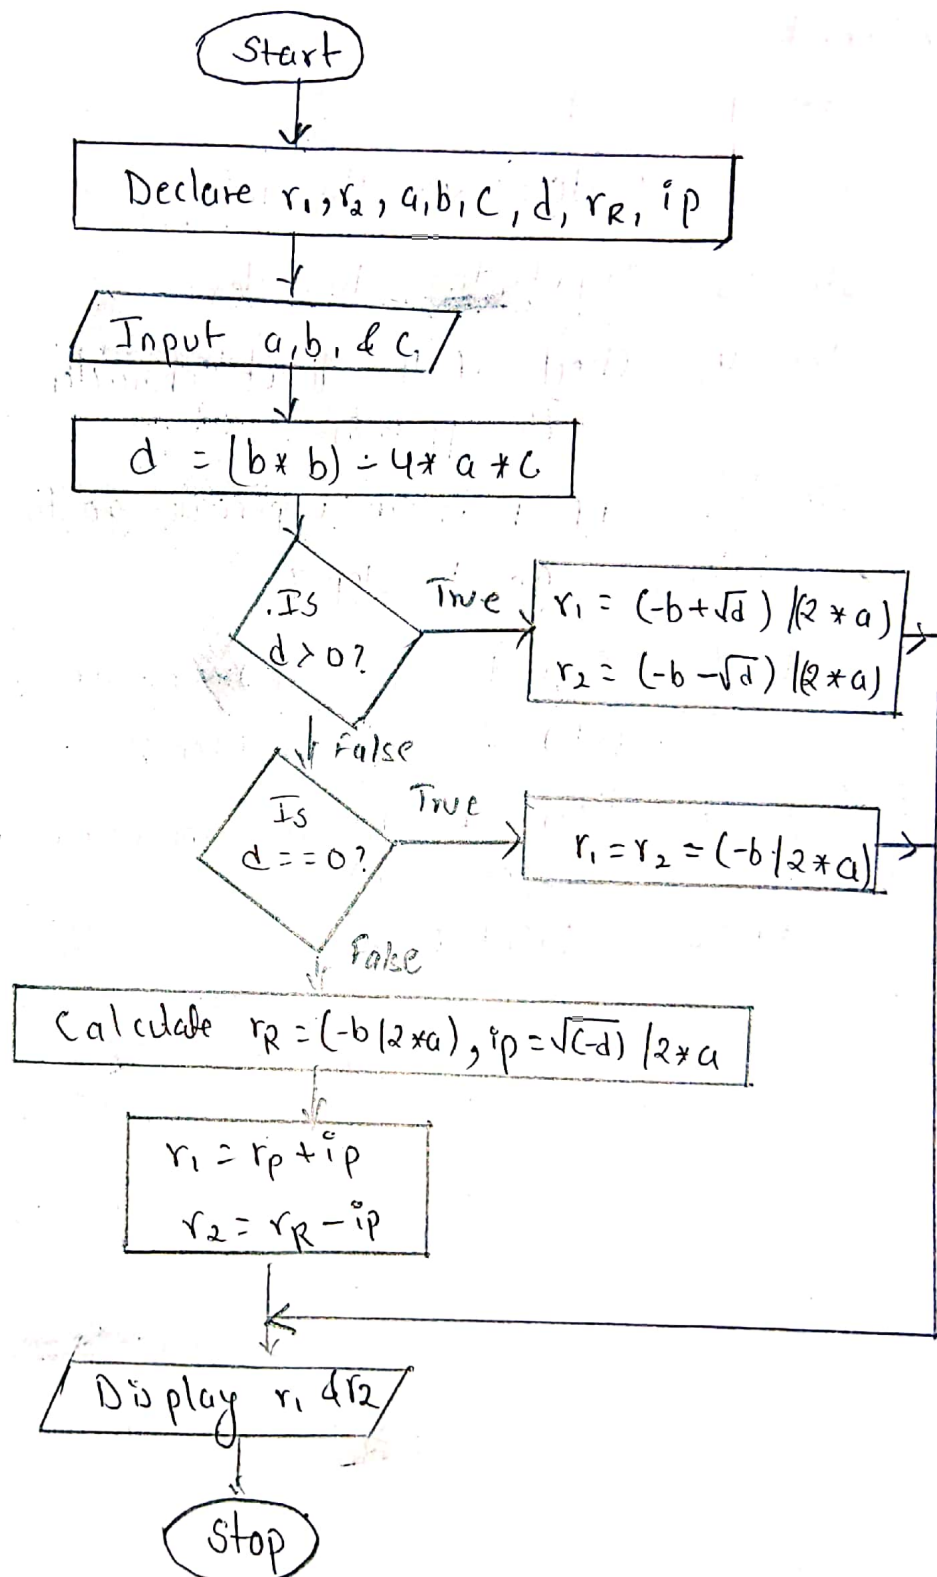 Start
Declare r1, r2, a, b, c, d, rR, ip
Input a, b, & c
d = (b * b) - 4 * a * c
Is
d > 0?
True
r1 = (-b + √d) / (2 * a)
r2 = (-b - √d) / (2 * a)
False
Is
d == 0?
True
r1 = r2 = (-b / 2 * a)
False
Calculate rR = (-b / 2 * a), ip = √(-d) / 2 * a
r1 = rp + ip
r2 = rR - ip
Display r1 & r2
Stop